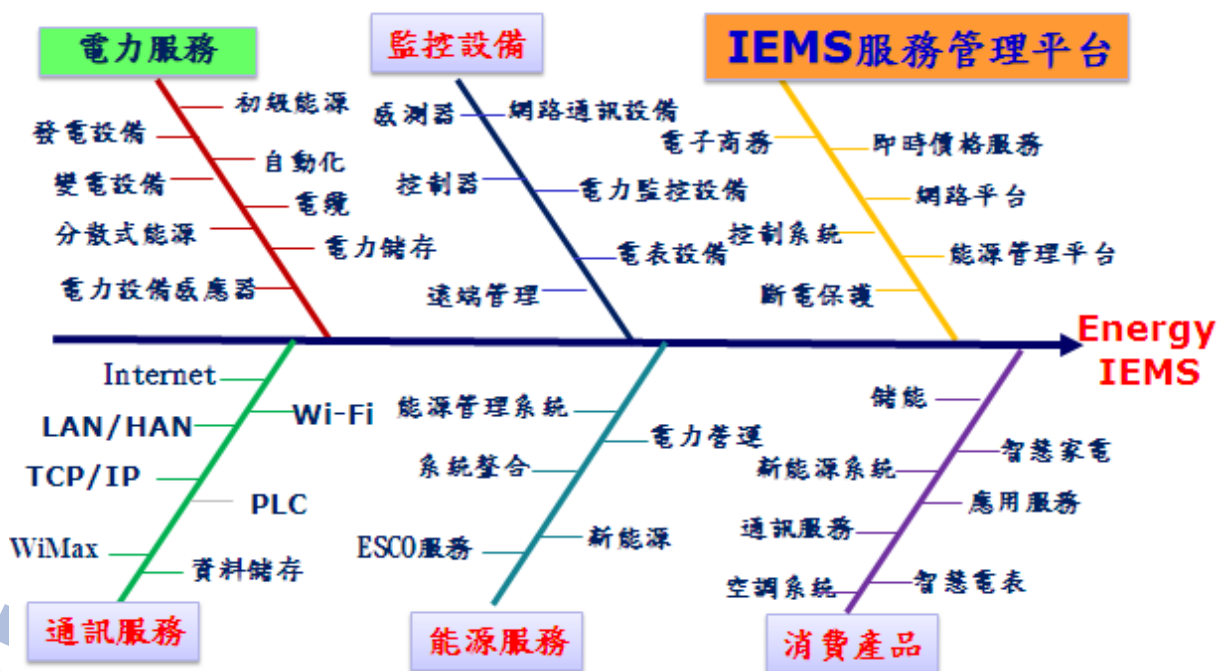 電力服務
監控設備
IEMS服務管理平台
初級能源
發電設備
自動化
變電設備
電纜
分散式能源
電力儲存
電力設備感應器
感測器
網路通訊設備
控制器
電力監控設備
電表設備
遠端管理
電子商務
即時價格服務
網路平台
控制系統
能源管理平台
斷電保護
Energy
IEMS
Internet
Wi-Fi
LAN/HAN
TCP/IP
PLC
WiMax
資料儲存
通訊服務
能源管理系統
電力營運
系統整合
新能源
ESCO服務
能源服務
儲能
智慧家電
新能源系統
應用服務
通訊服務
智慧電表
空調系統
消費產品